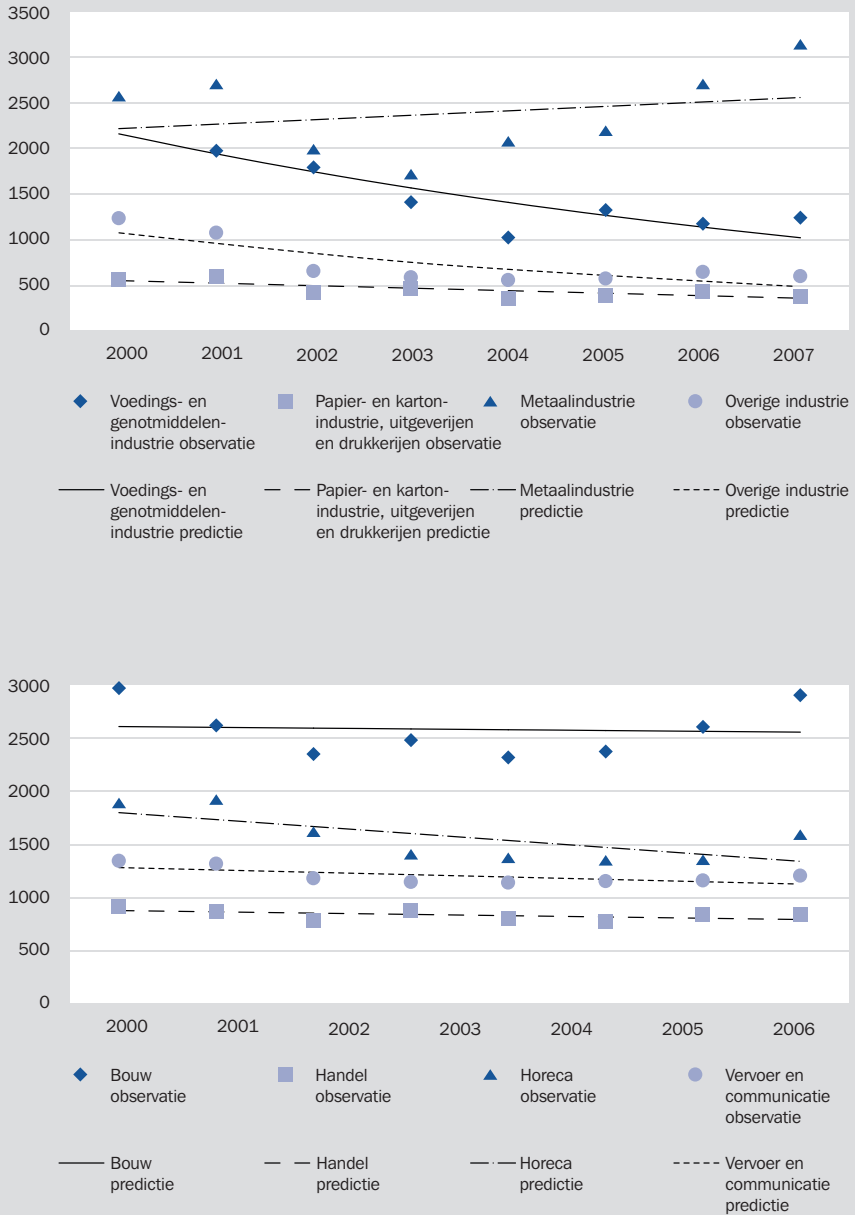 3500
3000
2500
2000
1500
1000
500
0
2000 2001 2002 2003 2004 2005 2006 2007
Voedings- en
genotmiddelen-
industrie observatie
Papier- en karton-
industrie, uitgeverijen
en drukkerijen observatie
Metaalindustrie
observatie
Overige industrie
observatie
Voedings- en
genotmiddelen-
industrie predictie
Papier- en karton-
industrie, uitgeverijen
en drukkerijen predictie
Metaalindustrie
predictie
Overige industrie
predictie
3000
2500
2000
1500
1000
500
0
2000 2001 2002 2003 2004 2005 2006
Bouw
observatie
Handel
observatie
Horeca
observatie
Vervoer en
communicatie
observatie
Bouw
predictie
Handel
predictie
Horeca
predictie
Vervoer en
communicatie
predictie